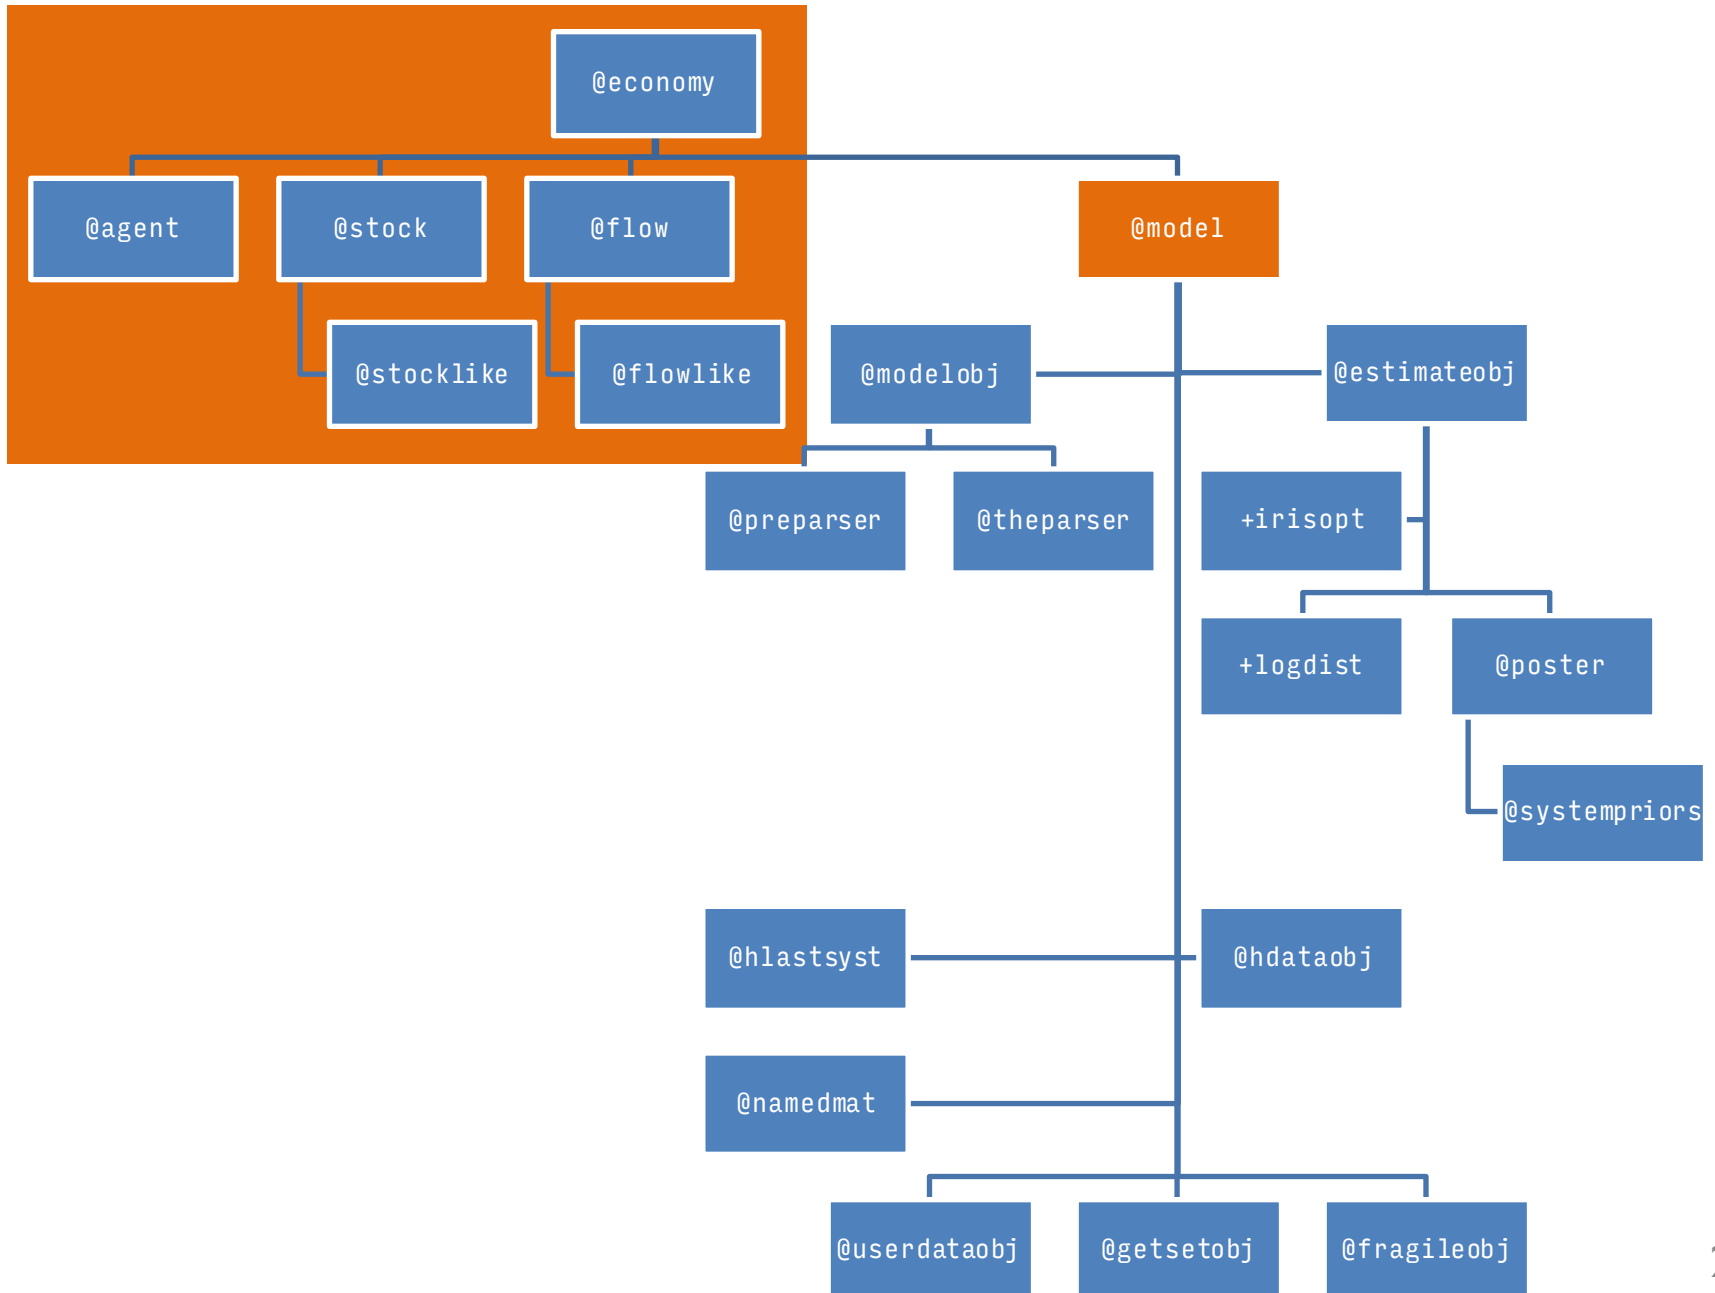 @economy
@agent
@stock
@flow
@model
@stocklike
@flowlike
@modelobj
@estimateobj
@preparser
@theparser
+irisopt
+logdist
@poster
@systempriors
@hlastsyst
@hdataobj
@namedmat
@userdataobj
@getsetobj
@fragileobj